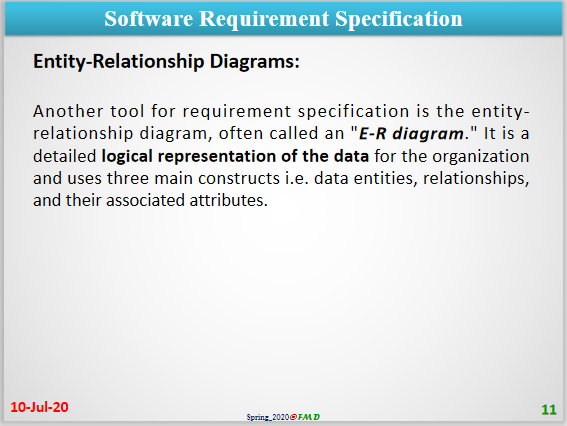 Software Requirement Specification
Entity-Relationship Diagrams:
Another tool for requirement specification is the entity-
relationship diagram, often called an "E-R diagram." It is a
detailed logical representation of the data for the organization
and uses three main constructs i.e. data entities, relationships,
and their associated attributes.
10-Jul-20
Spring_2020@FMD
11